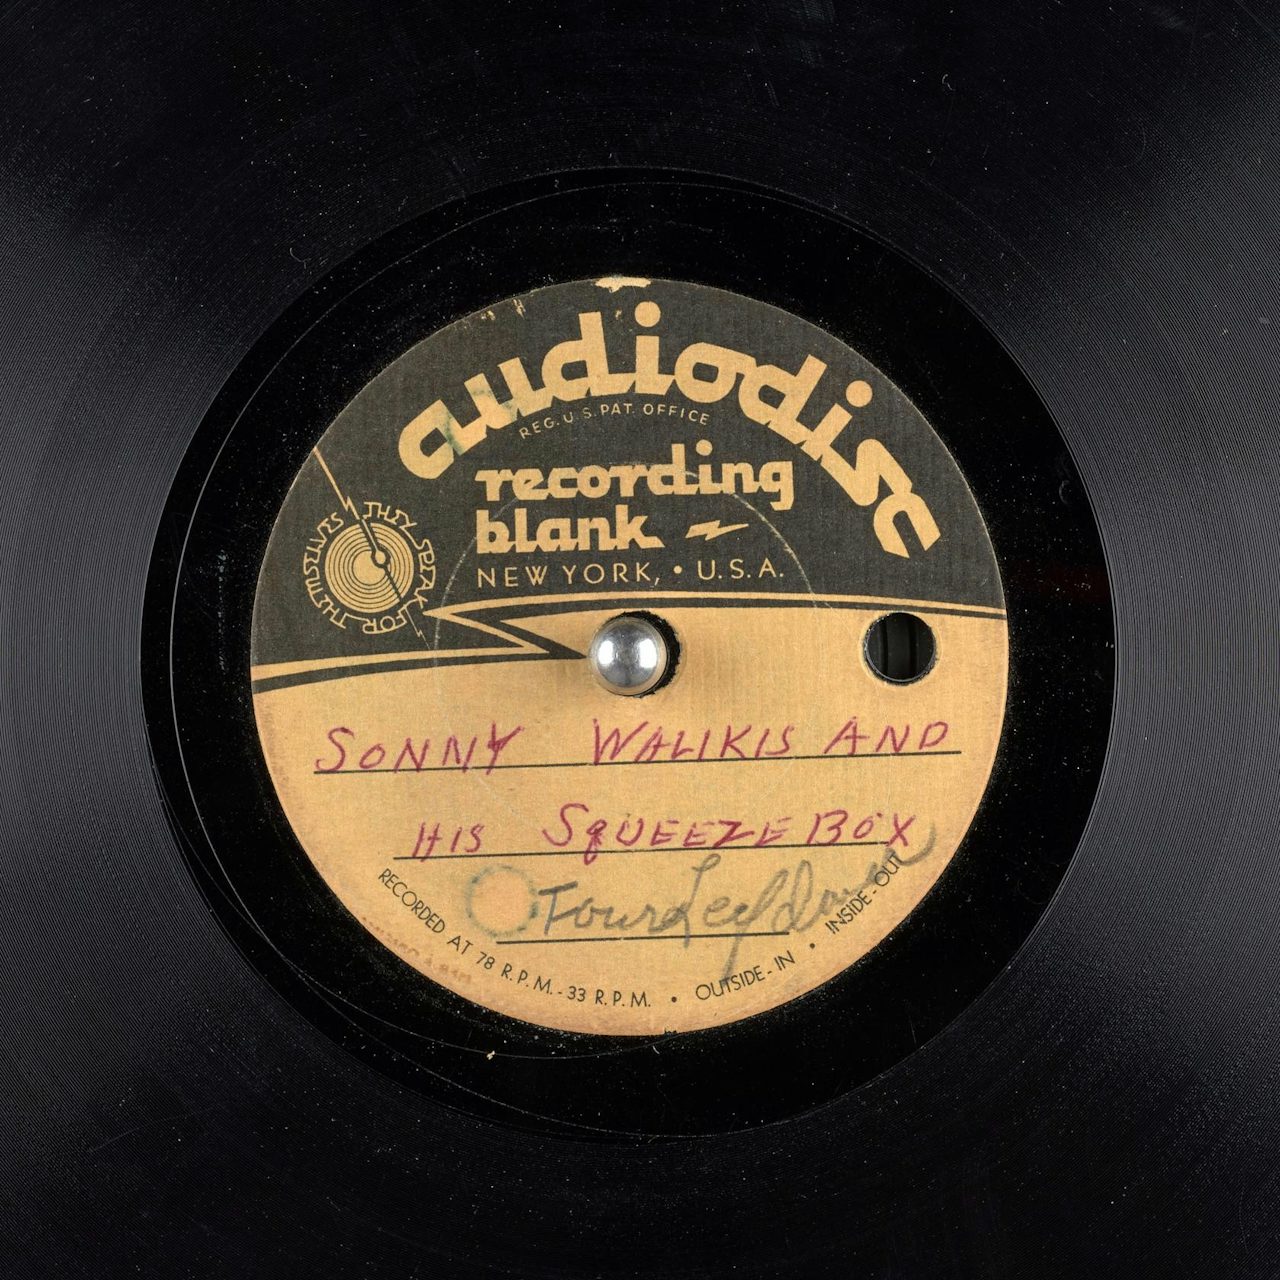 audiodisc
REG. U.S. PAT. OFFICE
recording
blank
NEW YORK, • U.S.A.
THEY SPEAK FOR THEMSELVES
SONNY WALIKIS AND
HIS SQUEEZE BOX
Four Leaf
RECORDED AT 78 R.P.M. - 33 R.P.M. • OUTSIDE - IN • INSIDE - OUT